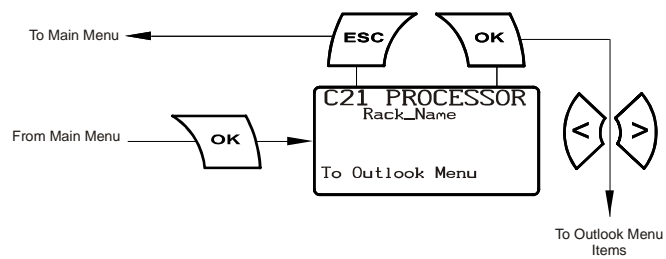 To Main Menu
ESC
OK
C21 PROCESSOR
Rack_Name
From Main Menu
OK
< >
To Outlook Menu
To Outlook Menu
Items